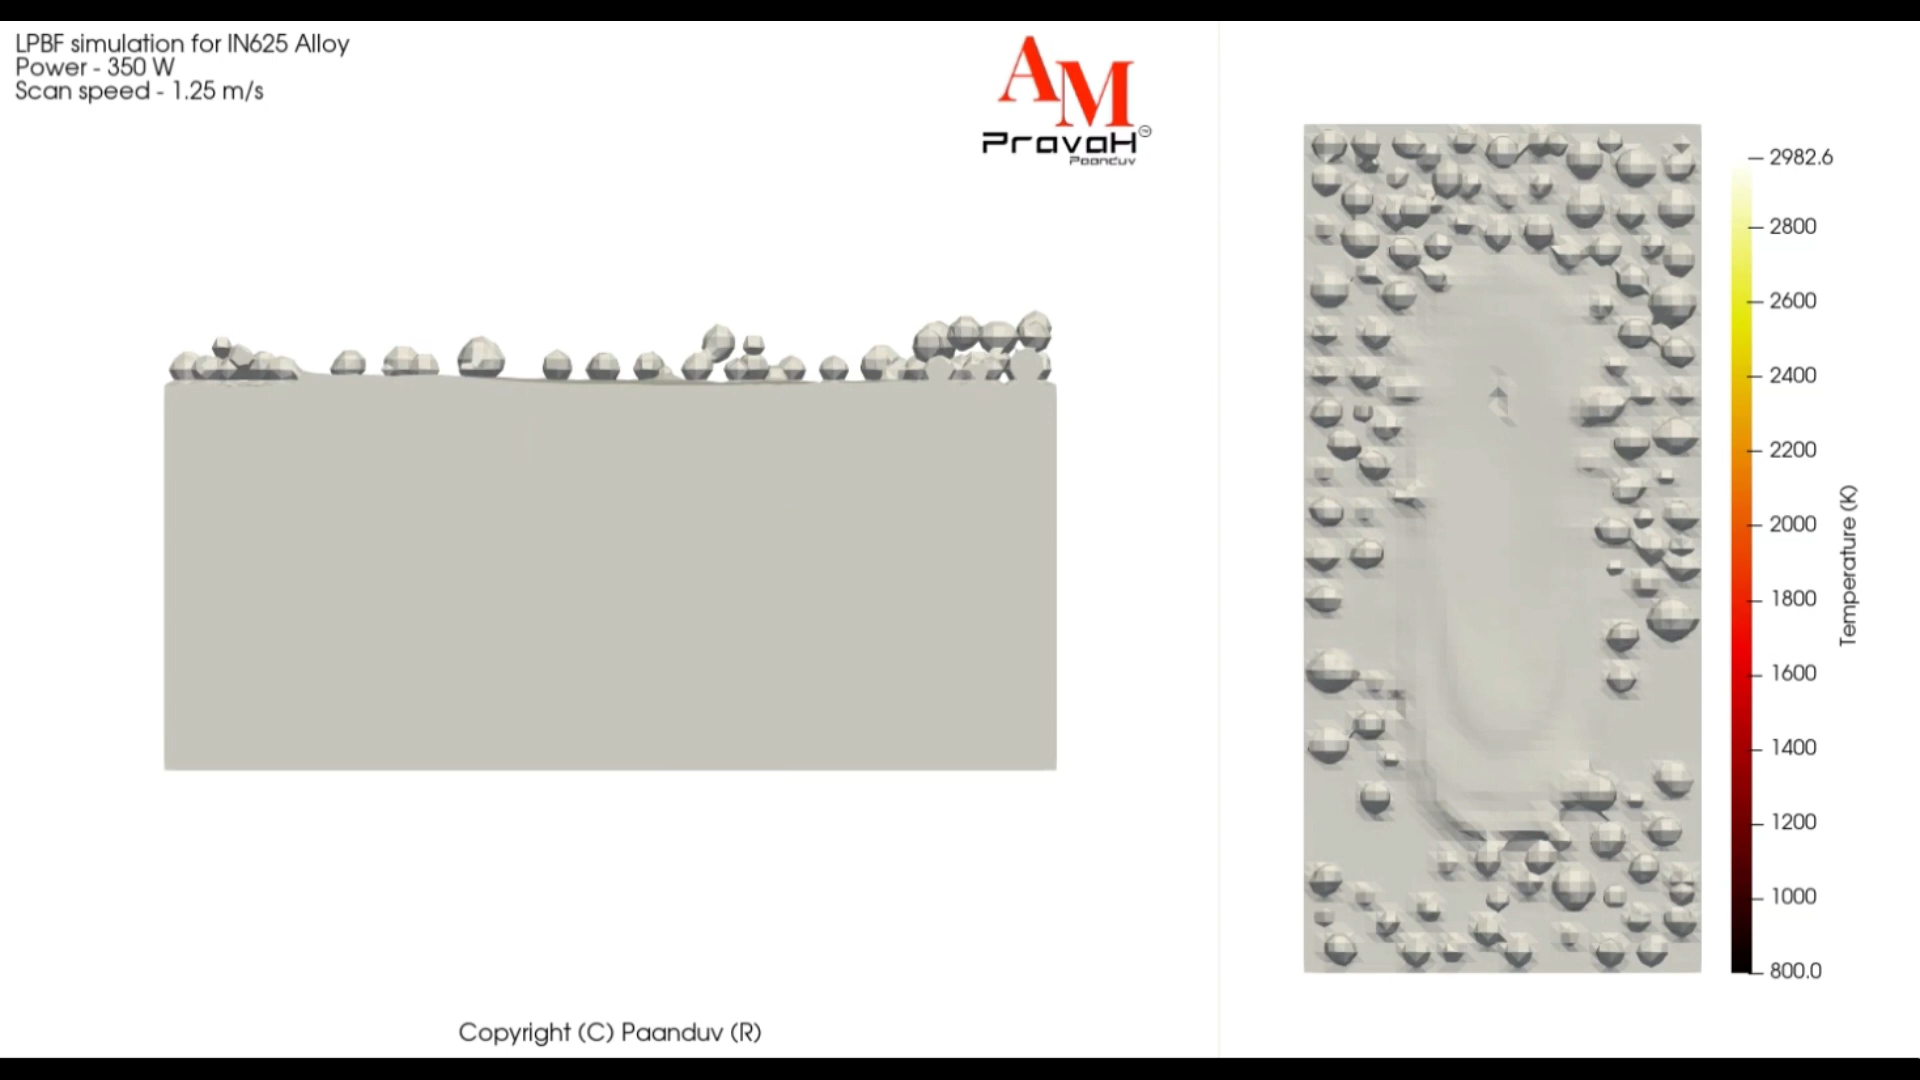 LPBF simulation for IN625 Alloy
Power - 350 W
Scan speed - 1.25 m/s
AM
PravaH
Paanduv
2982.6
2800
2600
2400
2200
2000
1800
1600
1400
1200
1000
800.0
Temperature (K)
Copyright (C) Paanduv (R)